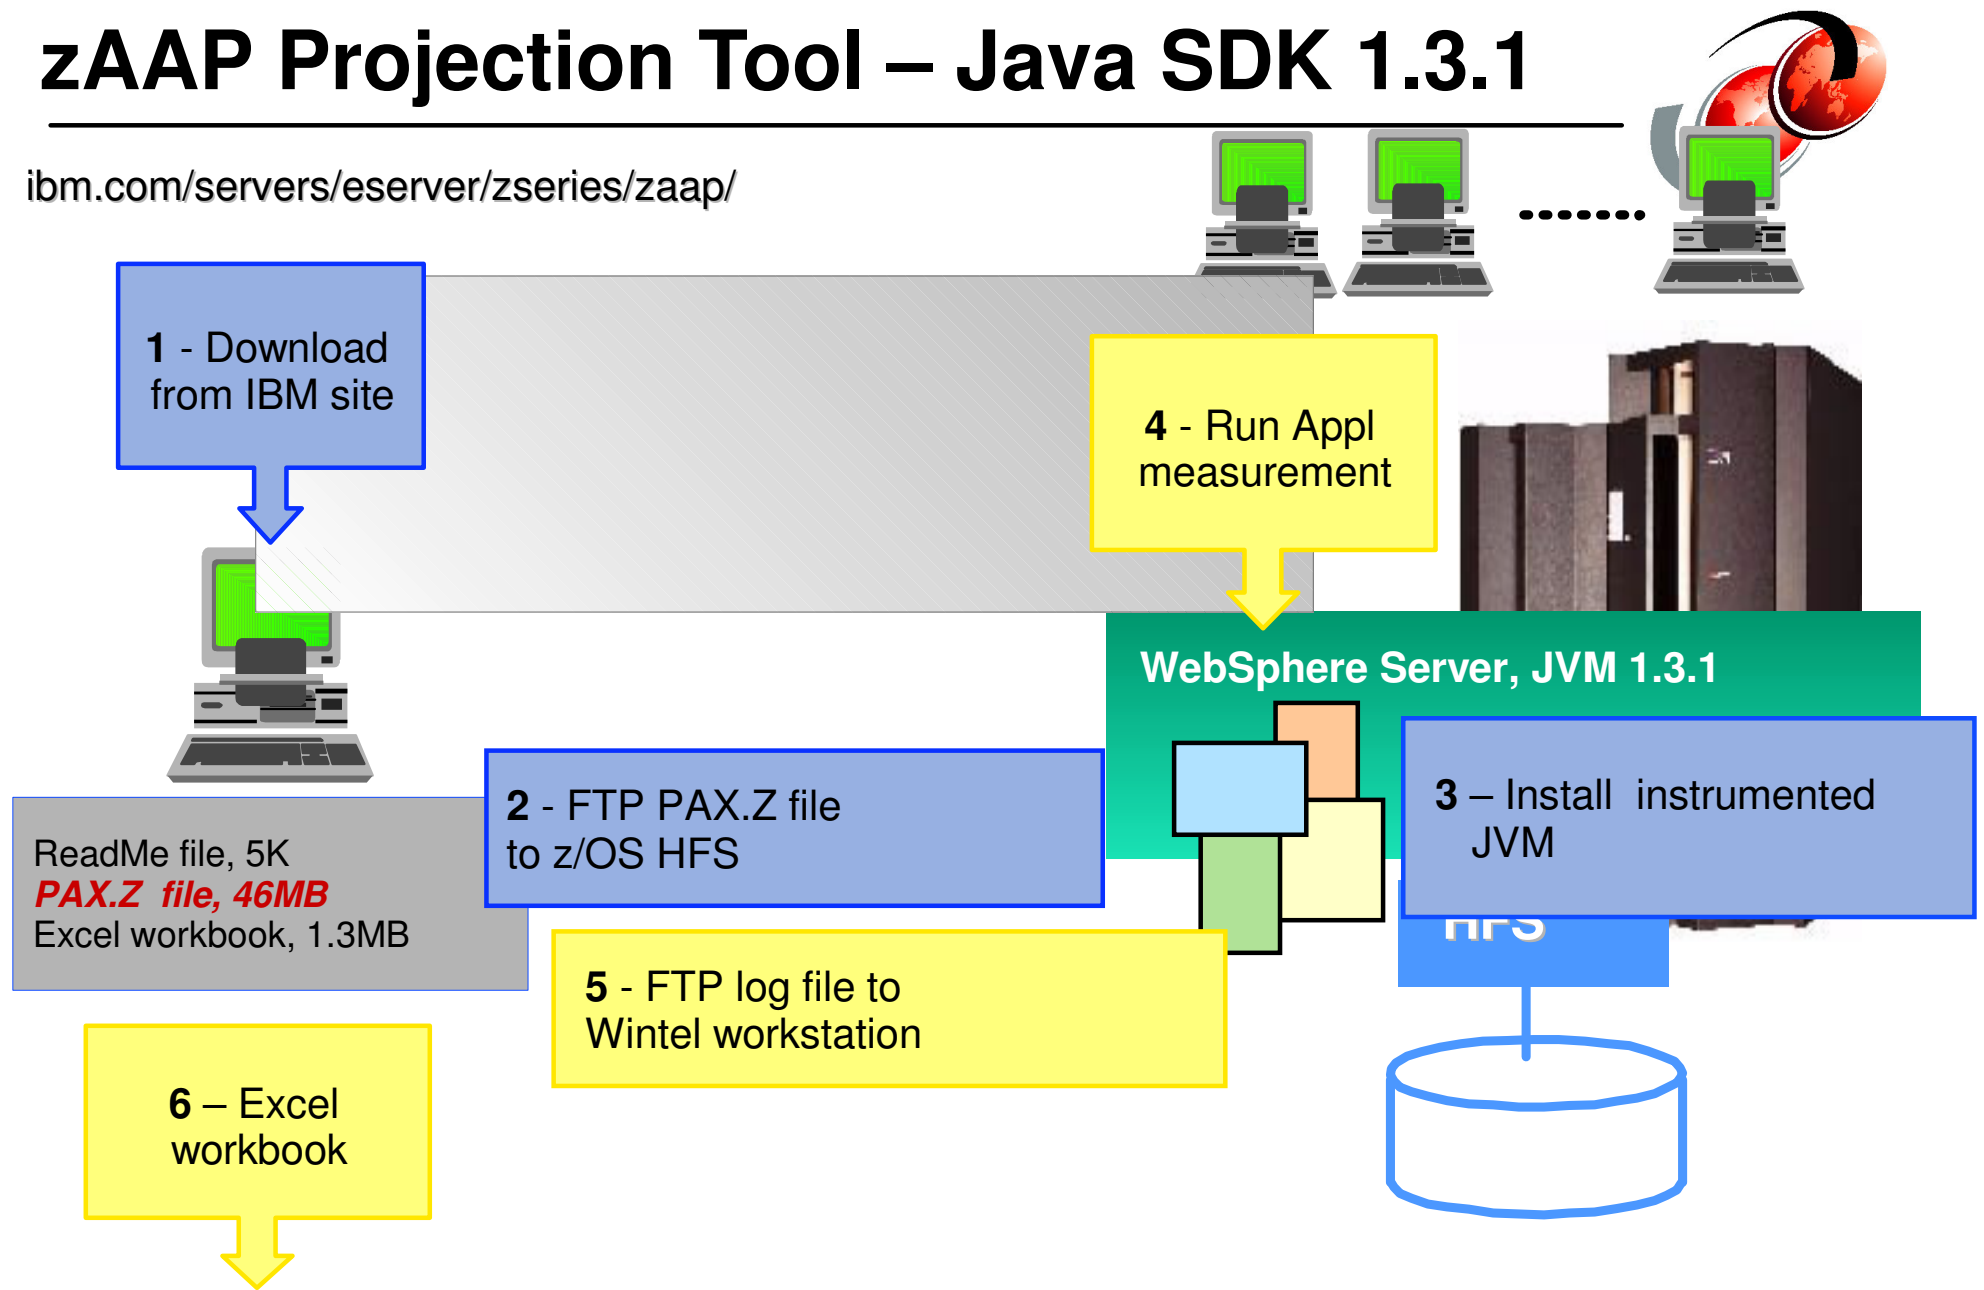 zAAP Projection Tool – Java SDK 1.3.1
ibm.com/servers/eserver/zseries/zaap/
1 - Download
from IBM site
4 - Run Appl
measurement
WebSphere Server, JVM 1.3.1
2 - FTP PAX.Z file
to z/OS HFS
3 – Install instrumented
JVM
ReadMe file, 5K
PAX.Z file, 46MB
Excel workbook, 1.3MB
HFS
5 - FTP log file to
Wintel workstation
6 – Excel
workbook